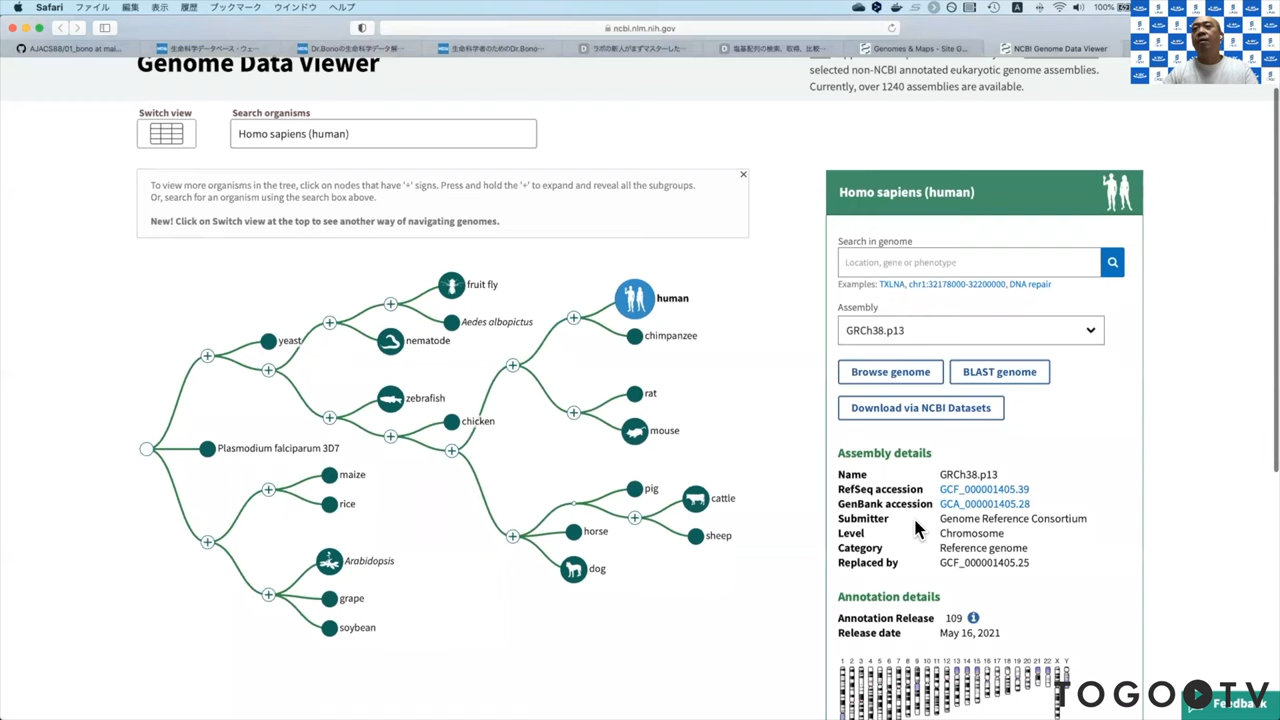 Safari ファイル 編集 表示 履歴 ブックマーク ウインドウ ヘルプ
100%
ncbi.nlm.nih.gov
AJACS88/01_bono at mai...
生命科学データベース・ウェ...
Dr.Bonoの生命科学データ解...
生命科学者のためのDr.Bono...
ラボの新人がまずマスターした...
塩基配列の検索、取得、比較...
Genomes & Maps - Site G...
NCBI Genome Data Viewer
Genome Data Viewer
selected non-NCBI annotated eukaryotic genome assemblies.
Currently, over 1240 assemblies are available.
Switch view
Search organisms
Homo sapiens (human)
To view more organisms in the tree, click on nodes that have '+' signs. Press and hold the '+' to expand and reveal all the subgroups.
Or, search for an organism using the search box above.
New! Click on Switch view at the top to see another way of navigating genomes.
fruit fly
Aedes albopictus
yeast
nematode
zebrafish
chicken
Plasmodium falciparum 3D7
maize
rice
Arabidopsis
grape
soybean
human
chimpanzee
rat
mouse
pig
cattle
horse
sheep
dog
Homo sapiens (human)
Search in genome
Location, gene or phenotype
Examples: TXLNA, chr1:32178000-32200000, DNA repair
Assembly
GRCh38.p13
Browse genome
BLAST genome
Download via NCBI Datasets
Assembly details
Name GRCh38.p13
RefSeq accession GCF_000001405.39
GenBank accession GCA_000001405.28
Submitter Genome Reference Consortium
Level Chromosome
Category Reference genome
Replaced by GCF_000001405.25
Annotation details
Annotation Release 109
Release date May 16, 2021
1 2 3 4 5 6 7 8 9 10 11 12 13 14 15 16 17 18 19 20 21 22 X Y
TOGO TV
Feedback